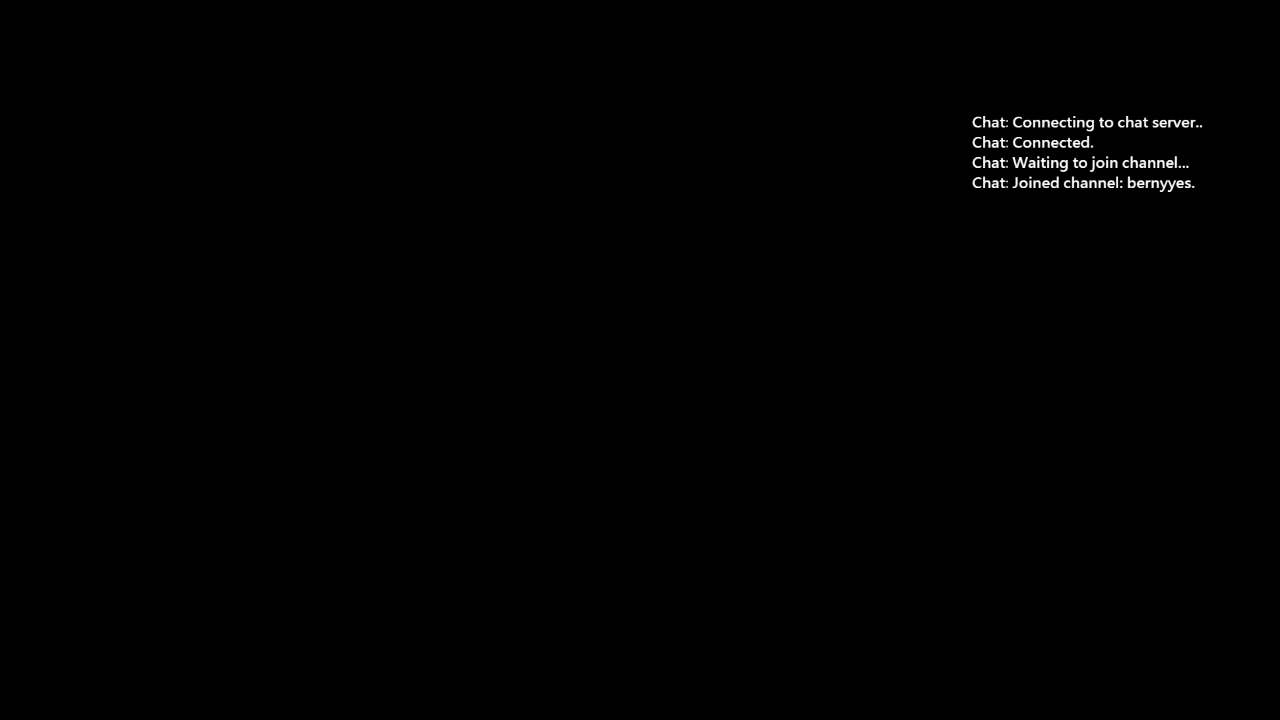 Chat: Connecting to chat server..
Chat: Connected.
Chat: Waiting to join channel...
Chat: Joined channel: bernyyes.